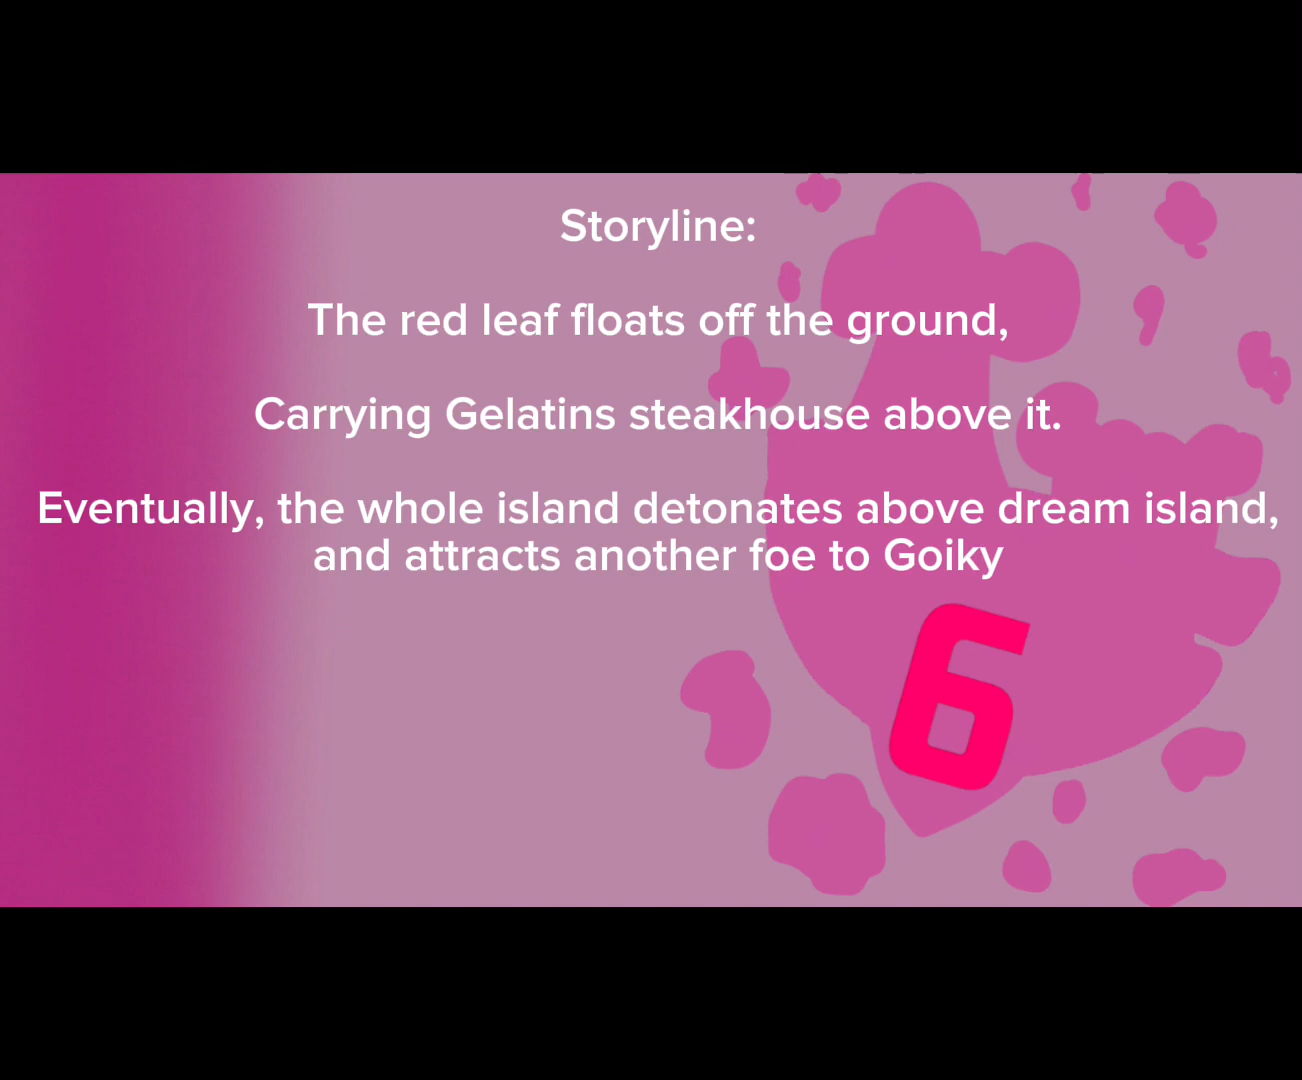 Storyline:
The red leaf floats off the ground,
Carrying Gelatins steakhouse above it.
Eventually, the whole island detonates above dream island,
and attracts another foe to Goiky
6